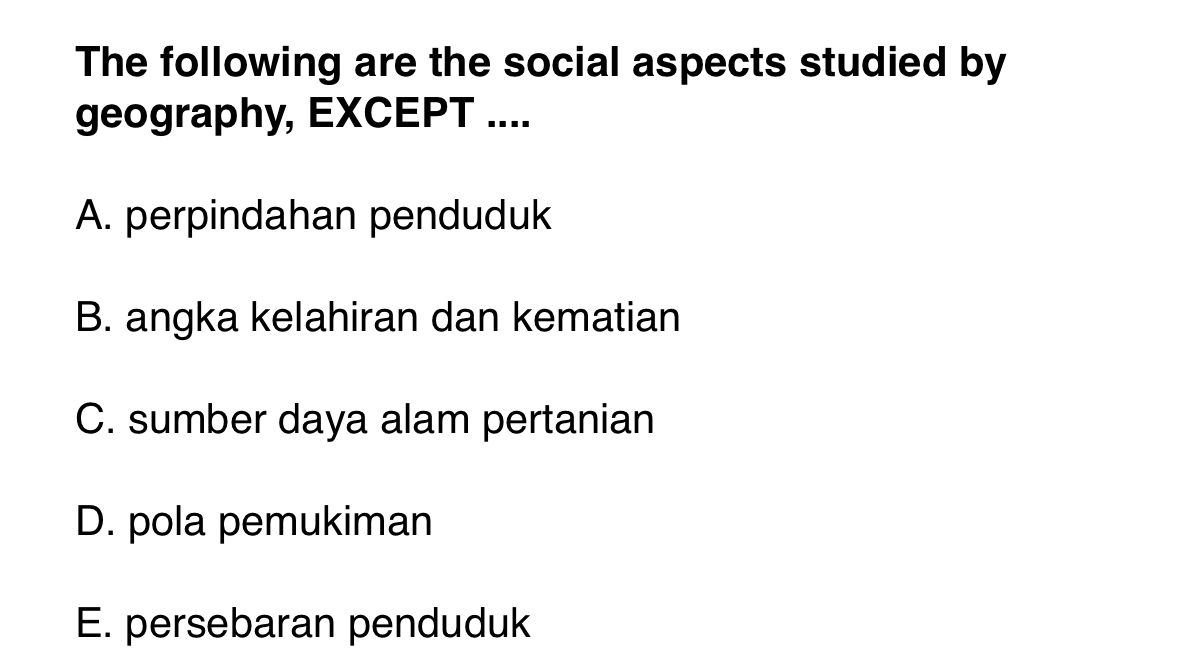 The following are the social aspects studied by
geography, EXCEPT ....
A. perpindahan penduduk
B. angka kelahiran dan kematian
C. sumber daya alam pertanian
D. pola pemukiman
E. persebaran penduduk